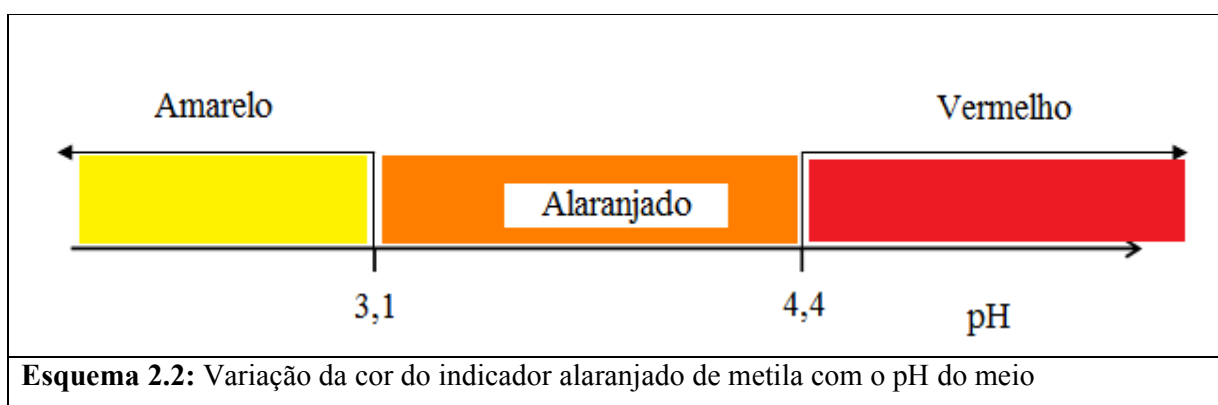 Amarelo
Vermelho
Alaranjado
3,1
4,4
pH
Esquema 2.2: Variação da cor do indicador alaranjado de metila com o pH do meio